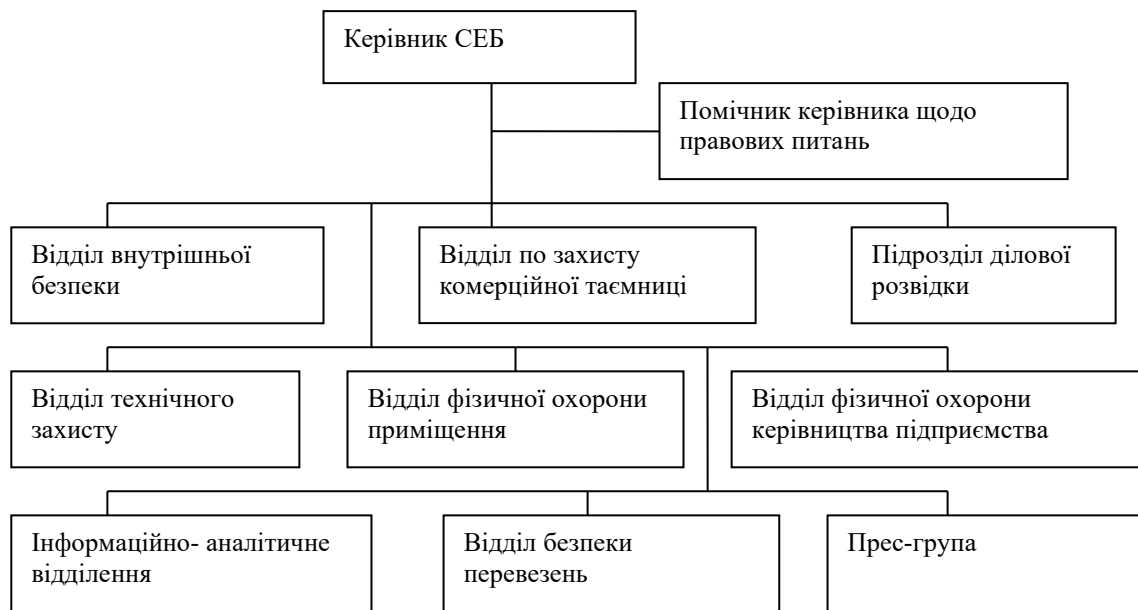 Керівник СЕБ
Помічник керівника щодо
правових питань
Відділ внутрішньої
безпеки
Відділ по захисту
комерційної таємниці
Підрозділ ділової
розвідки
Відділ технічного
захисту
Відділ фізичної охорони
приміщення
Відділ фізичної охорони
керівництва підприємства
Інформаційно- аналітичне
відділення
Відділ безпеки
перевезень
Прес-група